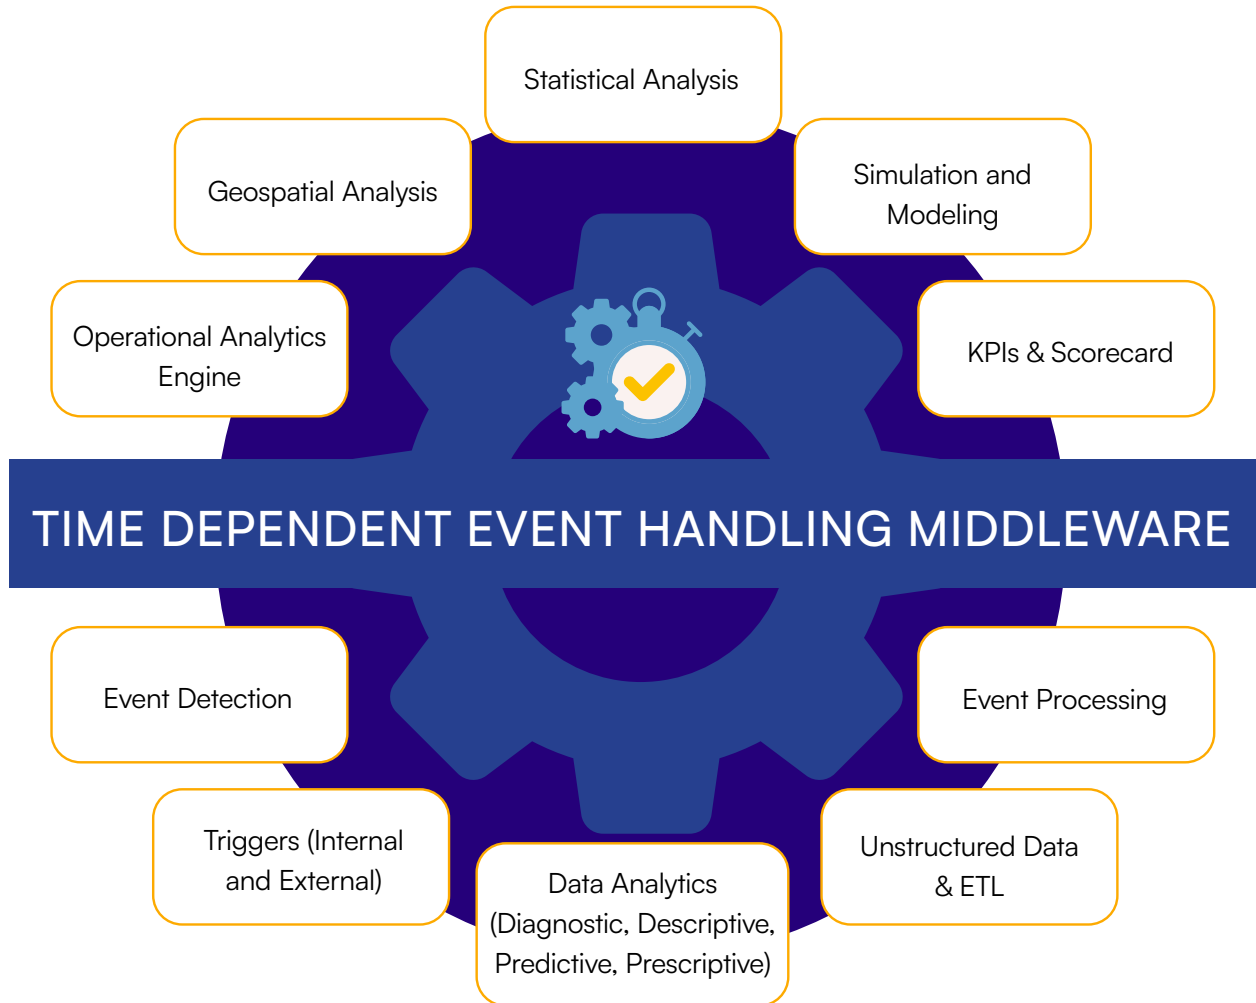 Statistical Analysis
Geospatial Analysis
Simulation and
Modeling
Operational Analytics
Engine
KPIs & Scorecard
TIME DEPENDENT EVENT HANDLING MIDDLEWARE
Event Detection
Event Processing
Triggers (Internal
and External)
Data Analytics
(Diagnostic, Descriptive,
Predictive, Prescriptive)
Unstructured Data
& ETL